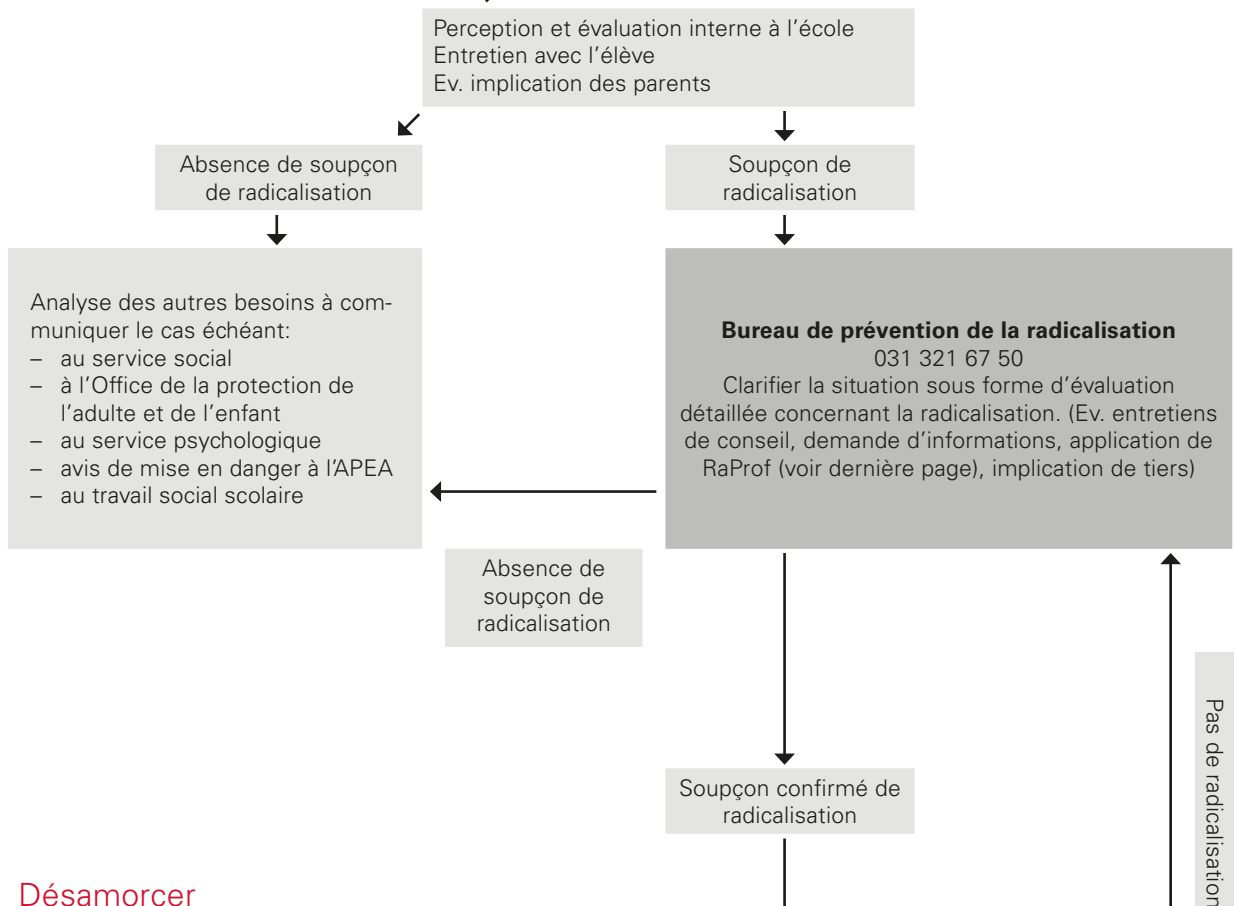 Perception et évaluation interne à l’école
Entretien avec l’élève
Ev. implication des parents
Absence de soupçon
de radicalisation
Soupçon de
radicalisation
Analyse des autres besoins à com-
muniquer le cas échéant:
– au service social
– à l’Office de la protection de
l’adulte et de l’enfant
– au service psychologique
– avis de mise en danger à l’APEA
– au travail social scolaire
Bureau de prévention de la radicalisation
031 321 67 50
Clarifier la situation sous forme d’évaluation
détaillée concernant la radicalisation. (Ev. entretiens
de conseil, demande d’informations, application de
RaProf (voir dernière page), implication de tiers)
Absence de
soupçon de
radicalisation
Soupçon confirmé de
radicalisation
Pas de radicalisation
Désamorcer